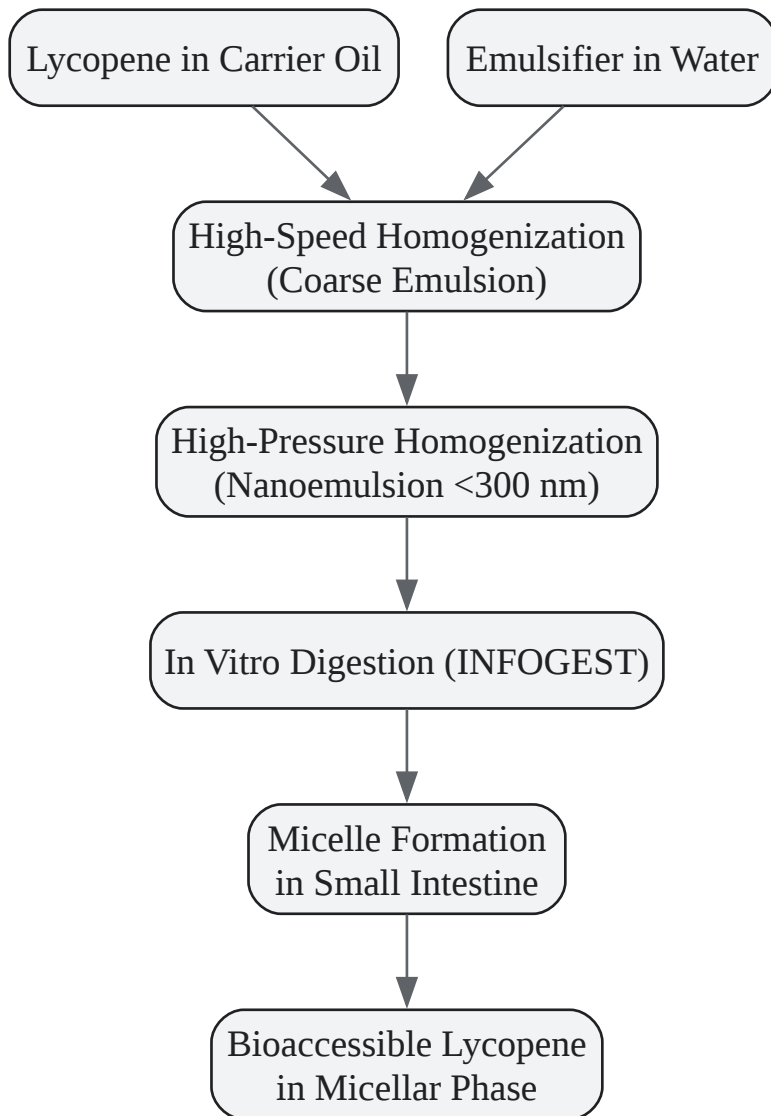 Lycopene in Carrier Oil
Emulsifier in Water
High-Speed Homogenization
(Coarse Emulsion)
High-Pressure Homogenization
(Nanoemulsion <300 nm)
In Vitro Digestion (INFOGEST)
Micelle Formation
in Small Intestine
Bioaccessible Lycopene
in Micellar Phase